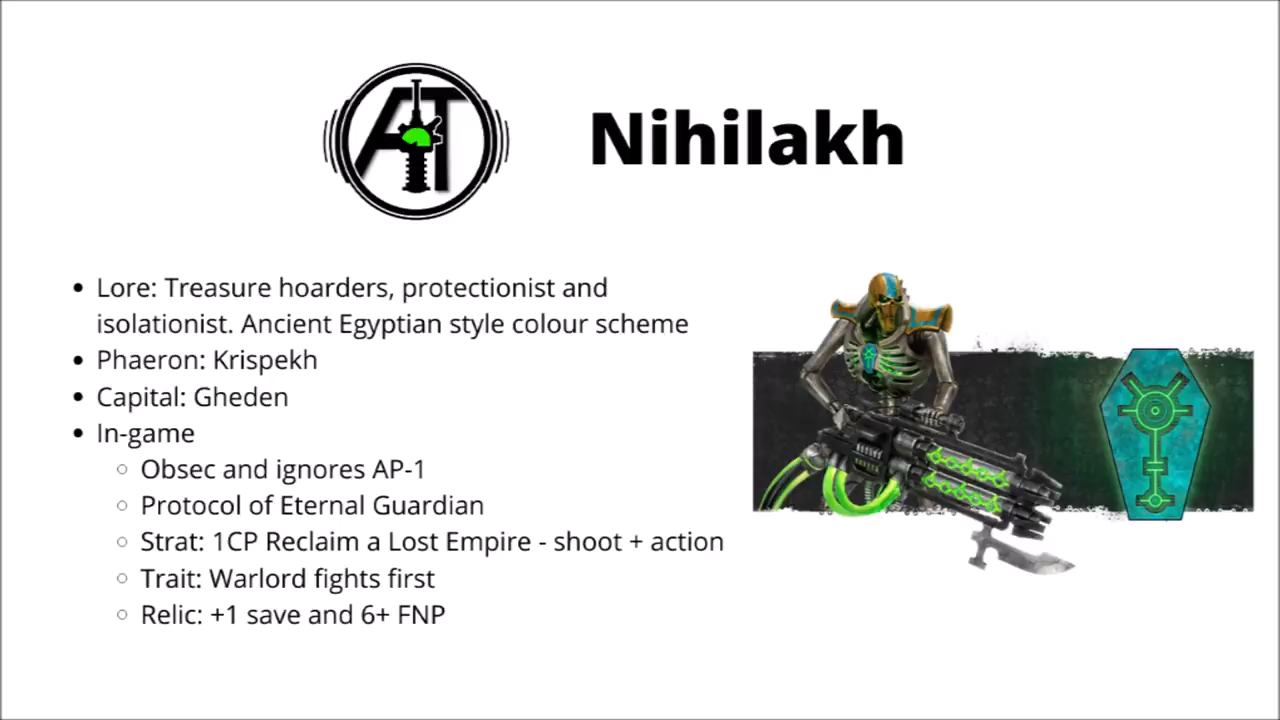 AT
Nihilakh
• Lore: Treasure hoarders, protectionist and
isolationist. Ancient Egyptian style colour scheme
• Phaeron: Krispekh
• Capital: Gheden
• In-game
○ Obsec and ignores AP-1
○ Protocol of Eternal Guardian
○ Strat: 1CP Reclaim a Lost Empire - shoot + action
○ Trait: Warlord fights first
○ Relic: +1 save and 6+ FNP